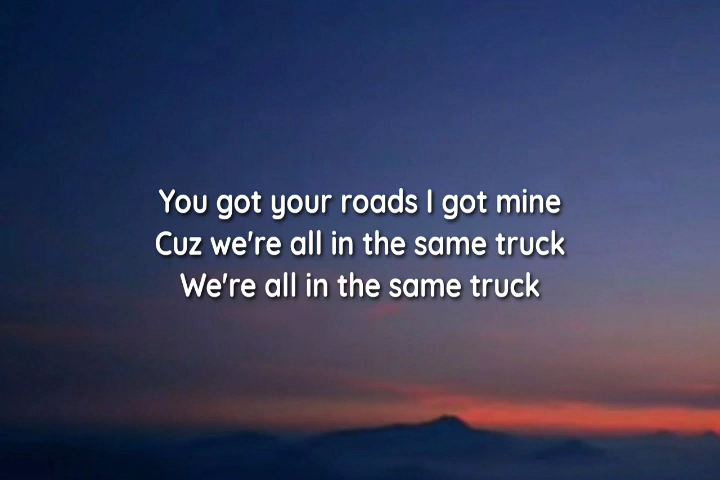 You got your roads I got mine
Cuz we're all in the same truck
We're all in the same truck